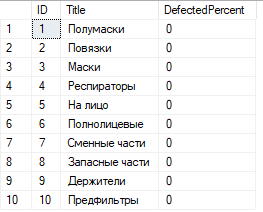 ID Title DefectedPercent
1 1 Полумаски 0
2 2 Повязки 0
3 3 Маски 0
4 4 Респираторы 0
5 5 На лицо 0
6 6 Полнолицевые 0
7 7 Сменные части 0
8 8 Запасные части 0
9 9 Держители 0
10 10 Предфильтры 0